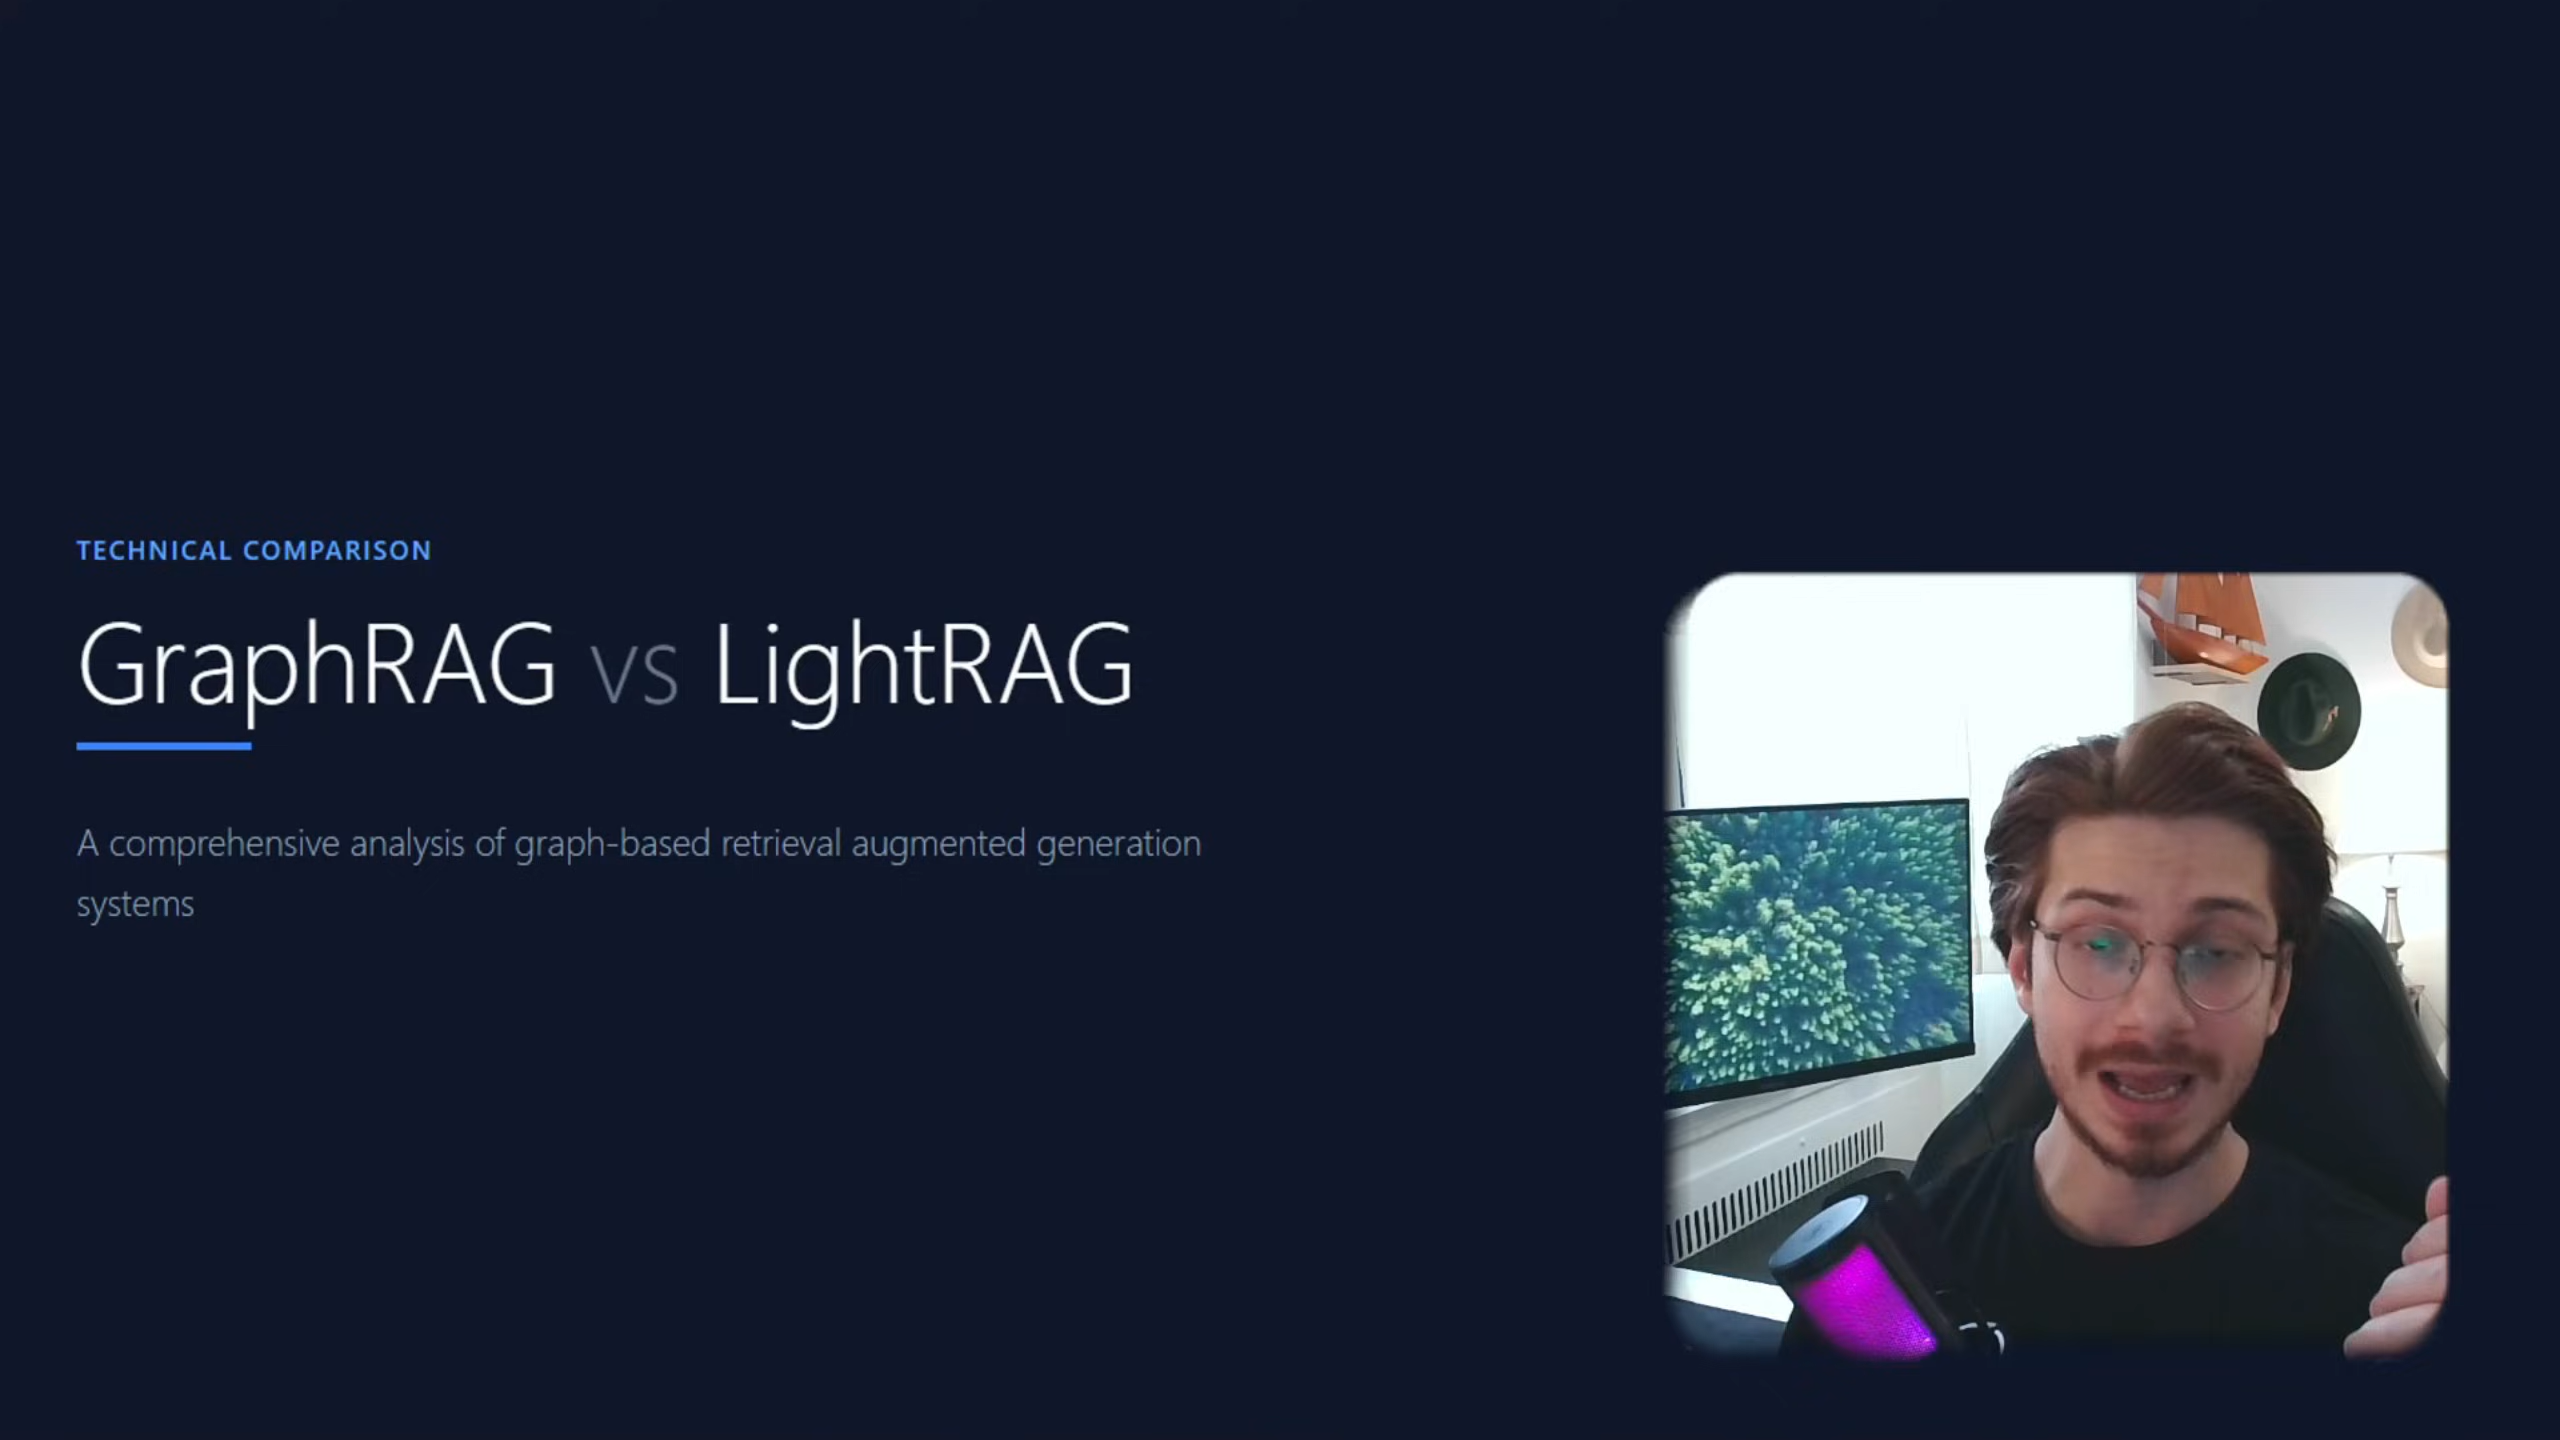 TECHNICAL COMPARISON
GraphRAG vs LightRAG
A comprehensive analysis of graph-based retrieval augmented generation
systems